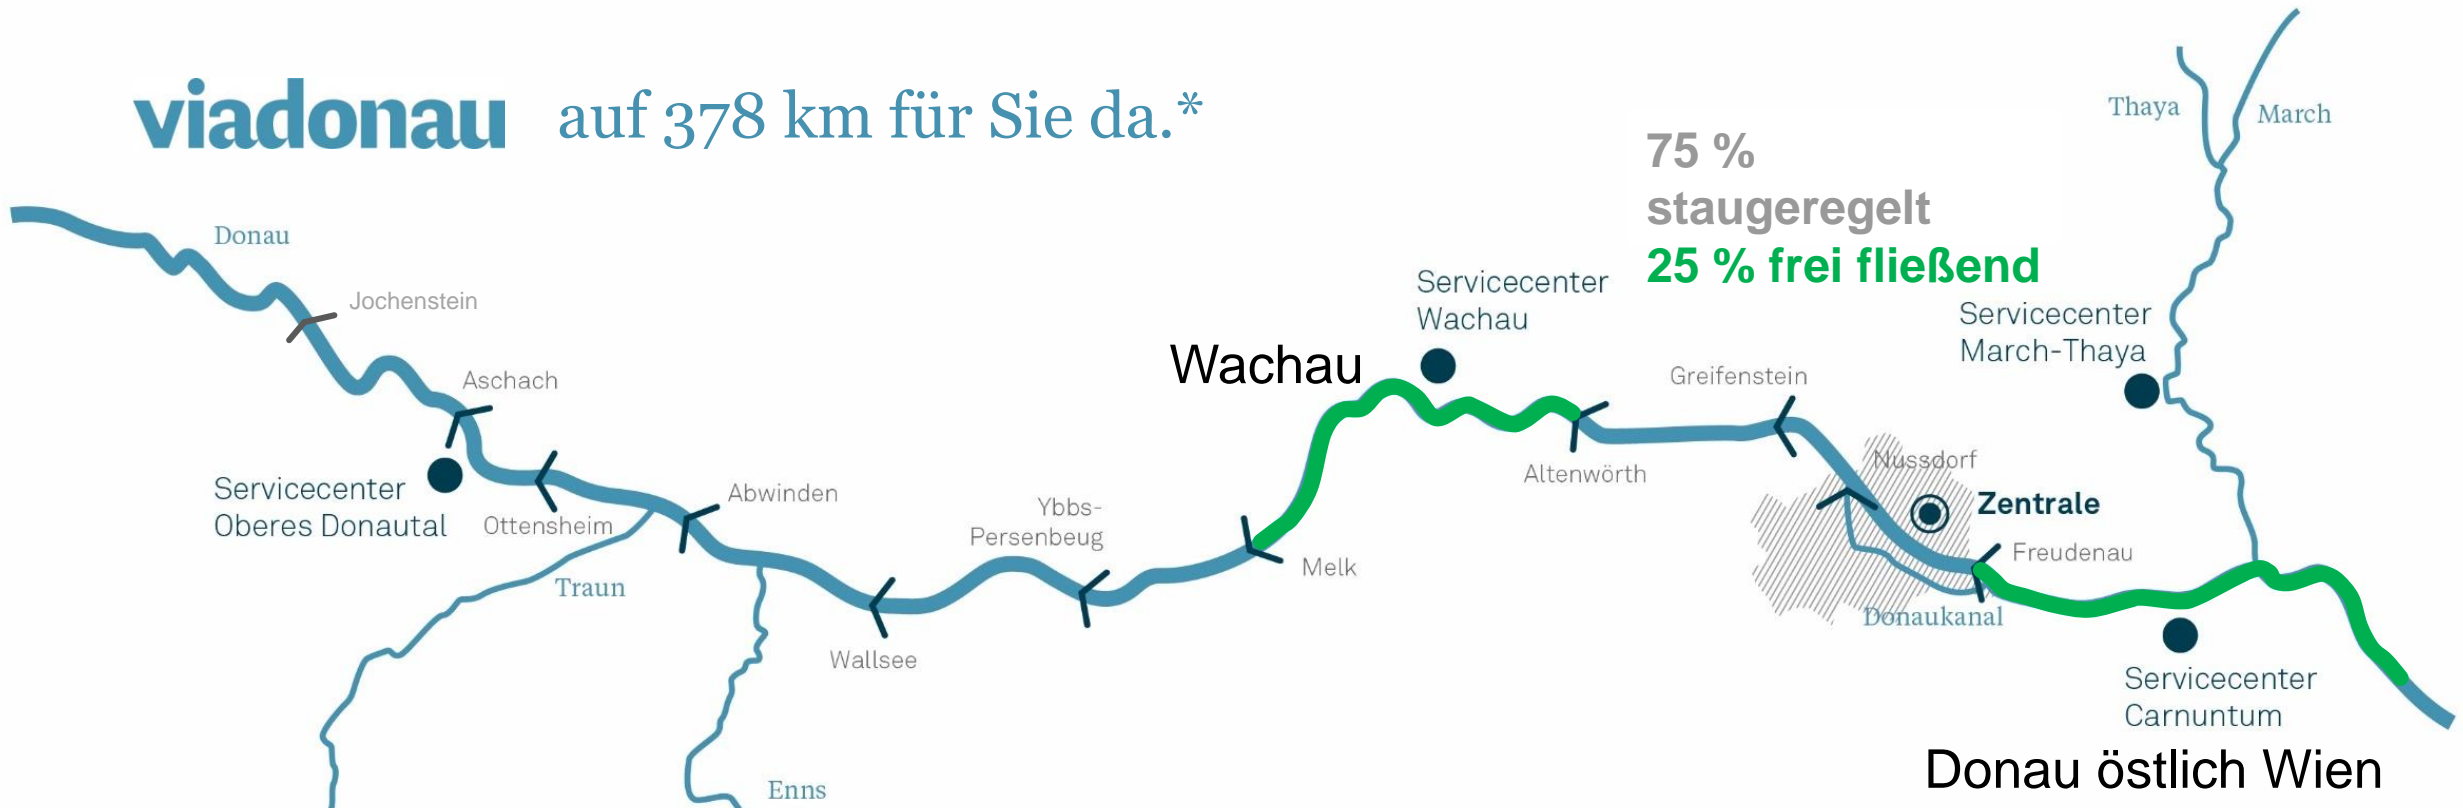 viadonau auf 378 km für Sie da.*
Thaya
March
75 %
staugeregelt
25 % frei fließend
Donau
Jochenstein
Servicecenter
Wachau
Servicecenter
March-Thaya
Wachau
Aschach
Greifenstein
Nussdorf
Servicecenter
Oberes Donautal
Ottensheim
Abwinden
Ybbs-
Persenbeug
Altenwörth
Zentrale
Freudenau
Melk
Traun
Donaukanal
Wallsee
Servicecenter
Carnuntum
Enns
Donau östlich Wien